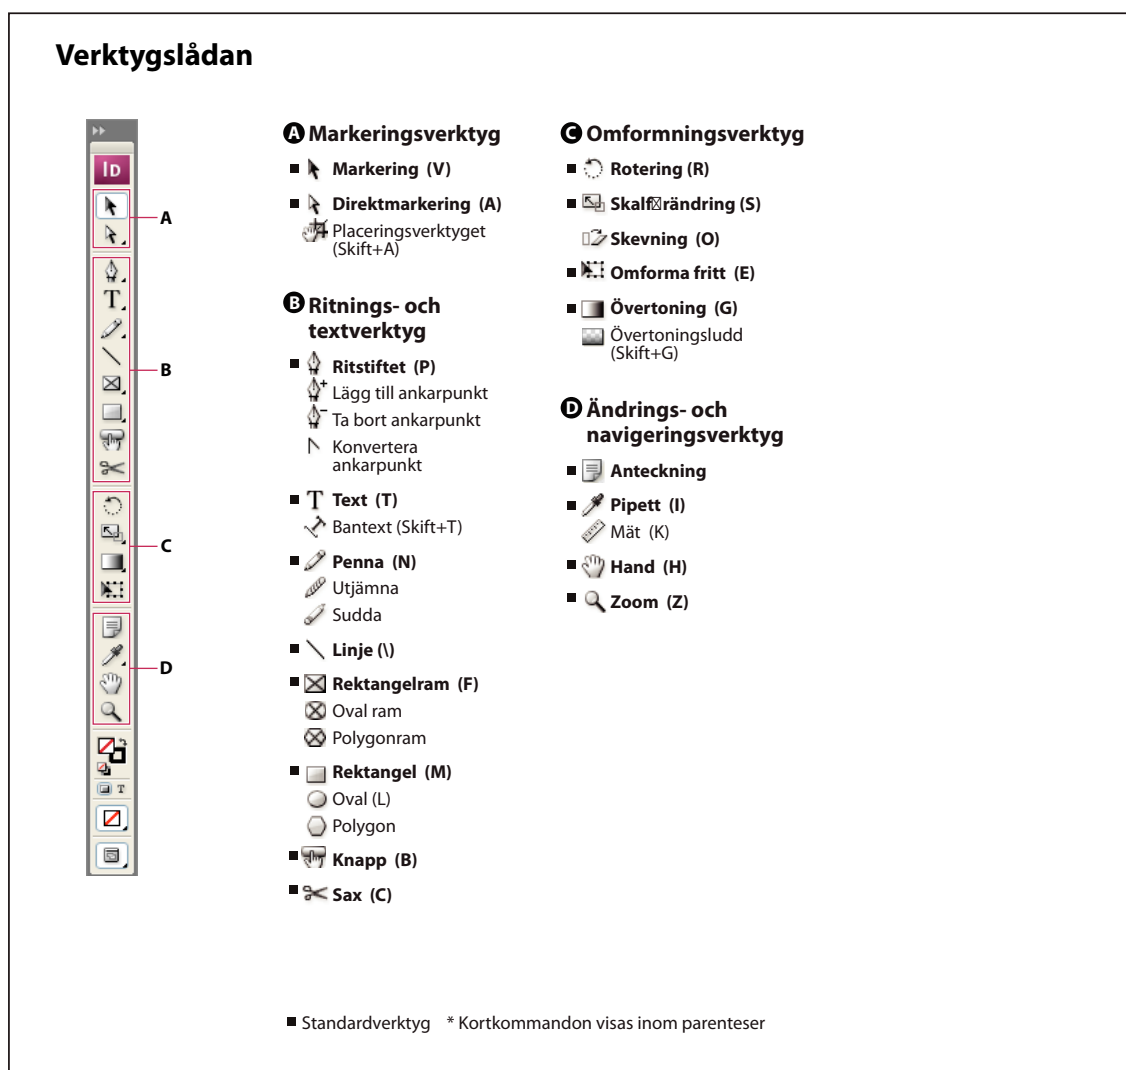 Verktygslådan
ID
A
B
C
D
T
T
A Markeringsverktyg
Markering (V)
Direktmarkering (A)
Placeringsverktyget
(Skift+A)
B Ritnings- och
textverktyg
Ritstiftet (P)
Lägg till ankarpunkt
Ta bort ankarpunkt
Konvertera
ankarpunkt
T Text (T)
Bantext (Skift+T)
Penna (N)
Utjämna
Sudda
Linje (\)
Rektangelram (F)
Oval ram
Polygonram
Rektangel (M)
Oval (L)
Polygon
Knapp (B)
Sax (C)
C Omformningsverktyg
Rotering (R)
Skalf☒rändring (S)
Skevning (O)
Omforma fritt (E)
Övertoning (G)
Övertoningsludd
(Skift+G)
D Ändrings- och
navigeringsverktyg
Anteckning
Pipett (I)
Mät (K)
Hand (H)
Zoom (Z)
Standardverktyg * Kortkommandon visas inom parenteser